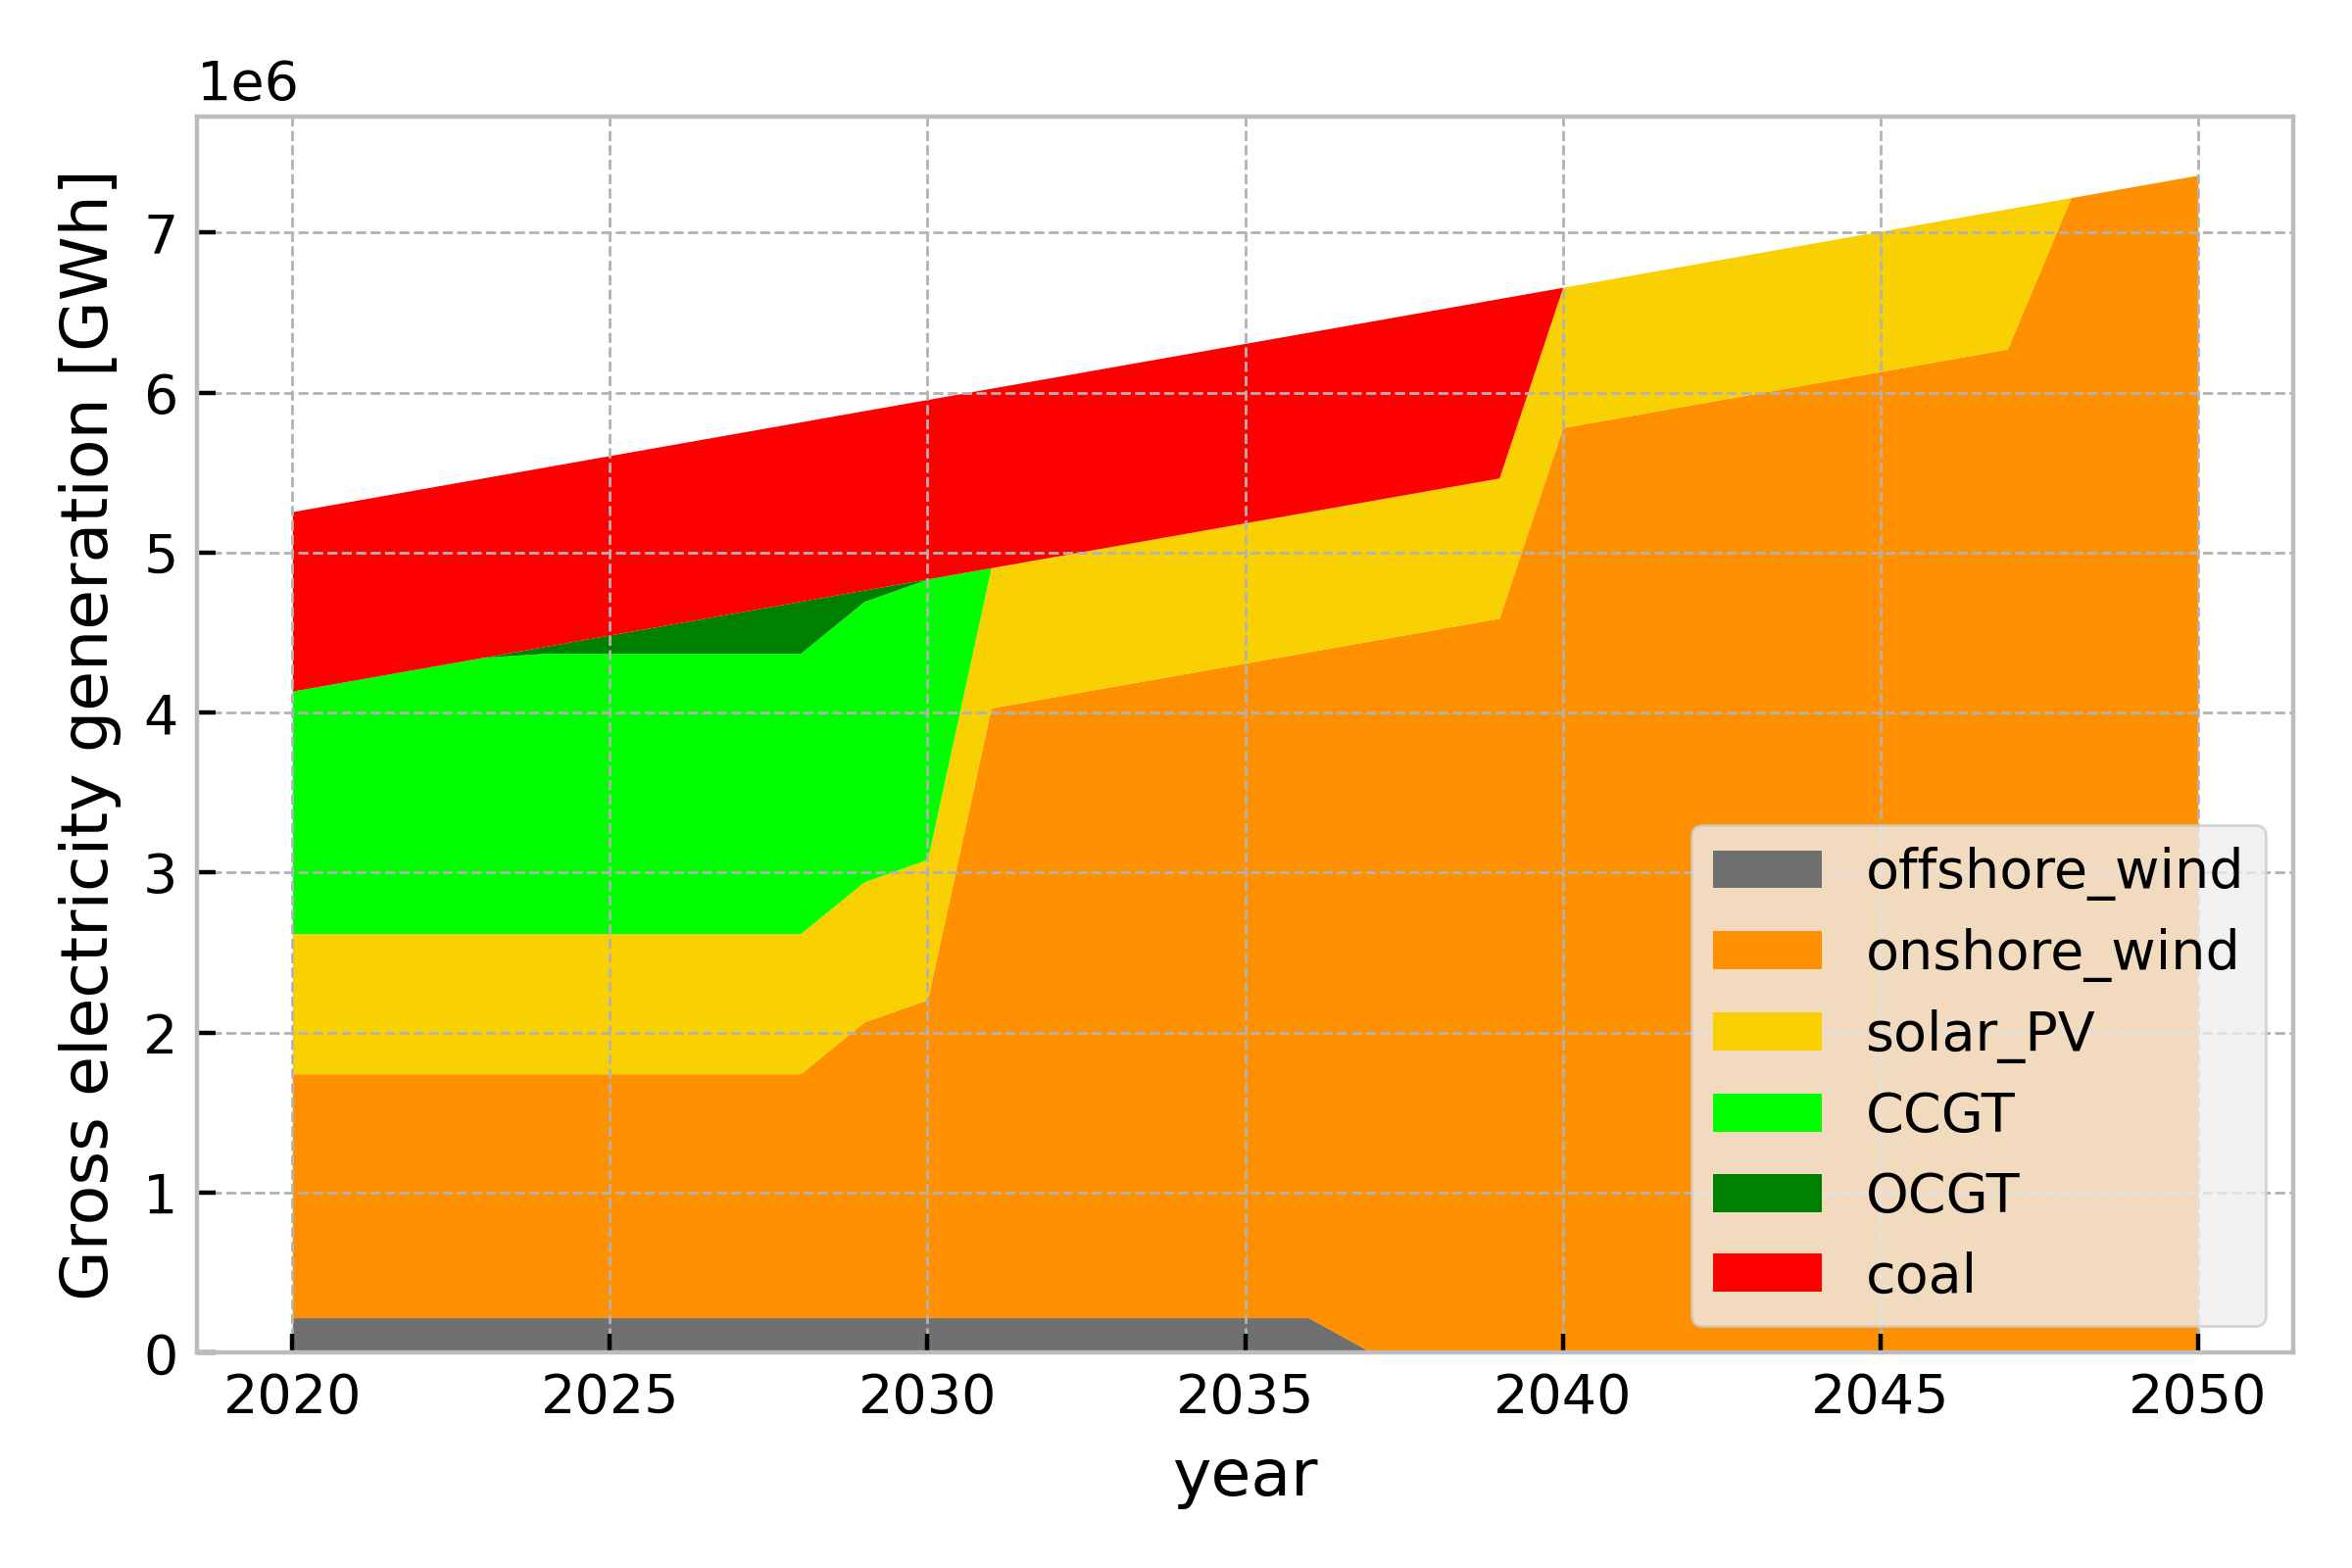 1e6
Gross electricity generation [GWh]
7
6
5
4
3
2
1
0
offshore_wind
onshore_wind
solar_PV
CCGT
OCGT
coal
2020 2025 2030 2035 2040 2045 2050
year